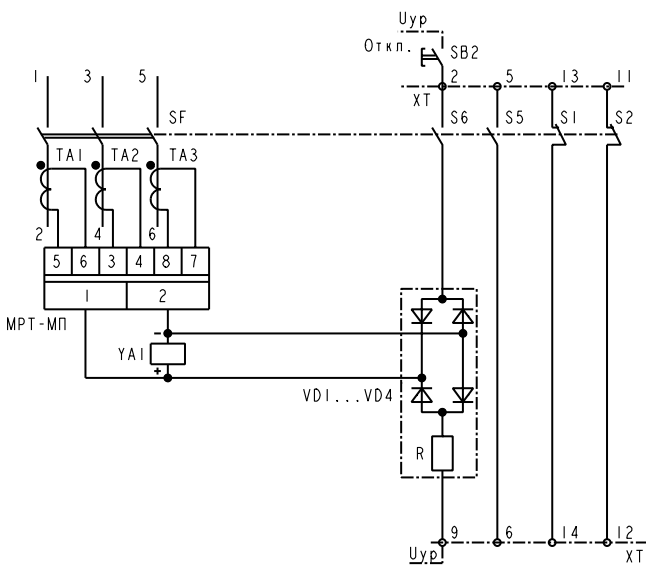 Uур
Откл.
SB2
1 3 5 2 5 13 11
XT
SF S6 S5 S1 S2
TA1 TA2 TA3
2 4 6
5 6 3 4 8 7
1 2
МРТ-МП
-
YA1
+
VD1...VD4
R
9 6 14 12
Uур XT